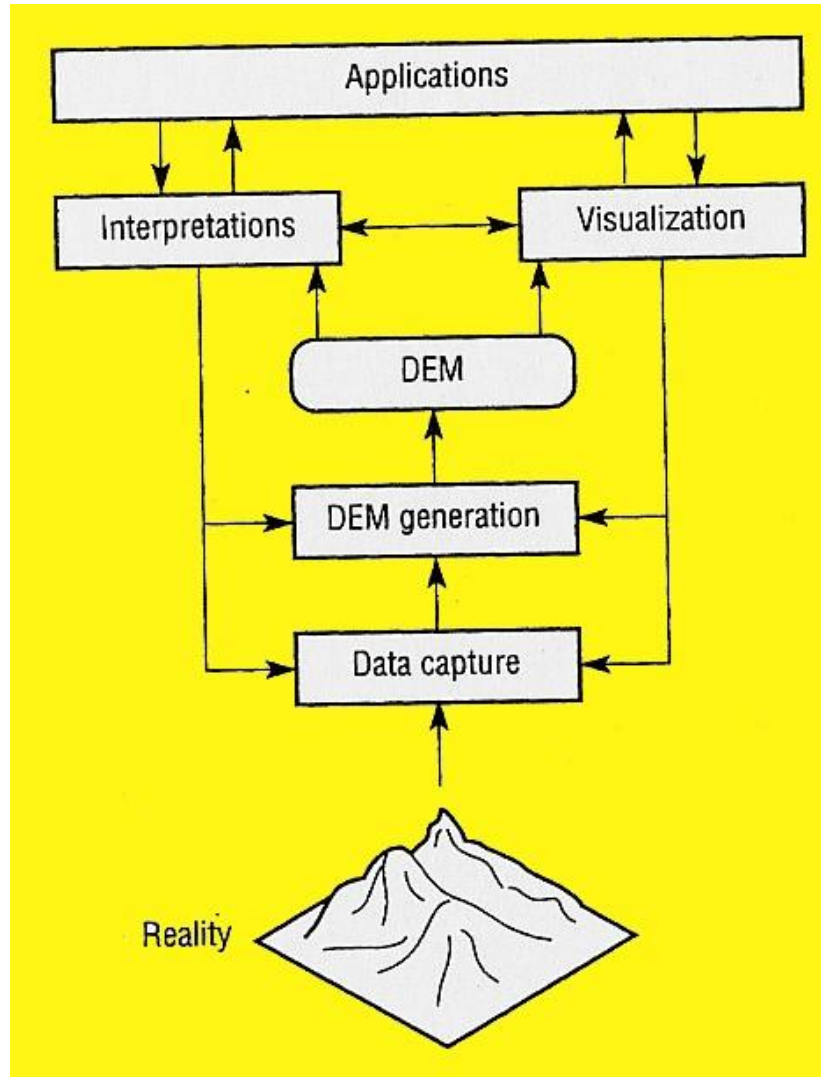 Applications
Interpretations
Visualization
DEM
DEM generation
Data capture
Reality